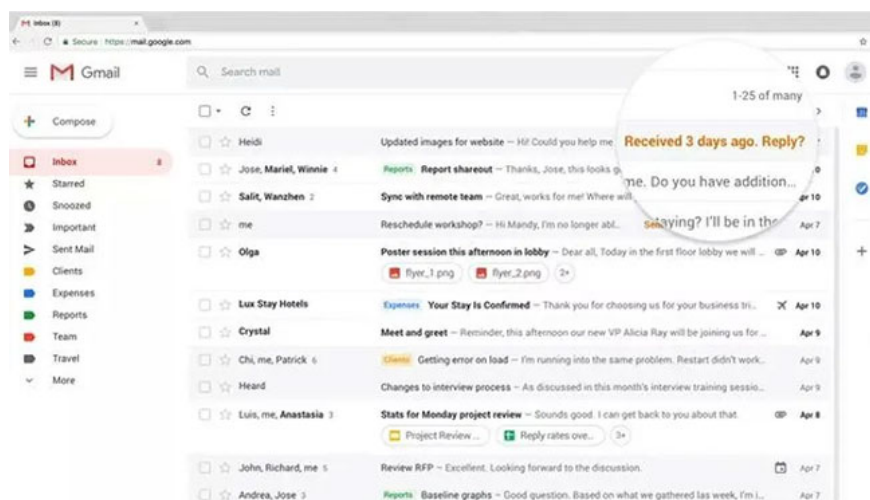 Inbox (8)
Secure https://mail.google.com
Gmail
Search mail
1-25 of many
Compose
Heidi Updated images for website – Hi! Could you help me
Received 3 days ago. Reply?
Inbox 8
Jose, Mariel, Winnie 4 Reports Report shareout – Thanks, Jose, this looks g
me. Do you have addition...
Starred
Salit, Wanzhen 2 Sync with remote team – Great, works for me! Where will
Apr 10
Snoozed
Important
me Reschedule workshop? – Hi Mandy, I'm no longer abl..
staying? I'll be in the
Apr 7
Sent Mail
Olga Poster session this afternoon in lobby – Dear all, Today in the first floor lobby we will ... Apr 10
Clients
flyer_1.png flyer_2.png 2+
Expenses
Lux Stay Hotels Expenses Your Stay Is Confirmed – Thank you for choosing us for your business tri.. Apr 10
Reports
Crystal Meet and greet – Reminder, this afternoon our new VP Alicia Ray will be joining us for ... Apr 9
Team
Travel
Chi, me, Patrick 6 Clients Getting error on load – I'm running into the same problem. Restart didn't work.. Apr 9
More
Heard Changes to interview process – As discussed in this month's interview training sessio.. Apr 9
Luis, me, Anastasia 3 Stats for Monday project review – Sounds good. I can get back to you about that. Apr 8
Project Review ... Reply rates ove.. 3+
John, Richard, me 5 Review RFP – Excellent. Looking forward to the discussion. Apr 7
Andrea, Jose 3 Reports Baseline graphs – Good question. Based on what we gathered las week, I'm i.. Apr 7